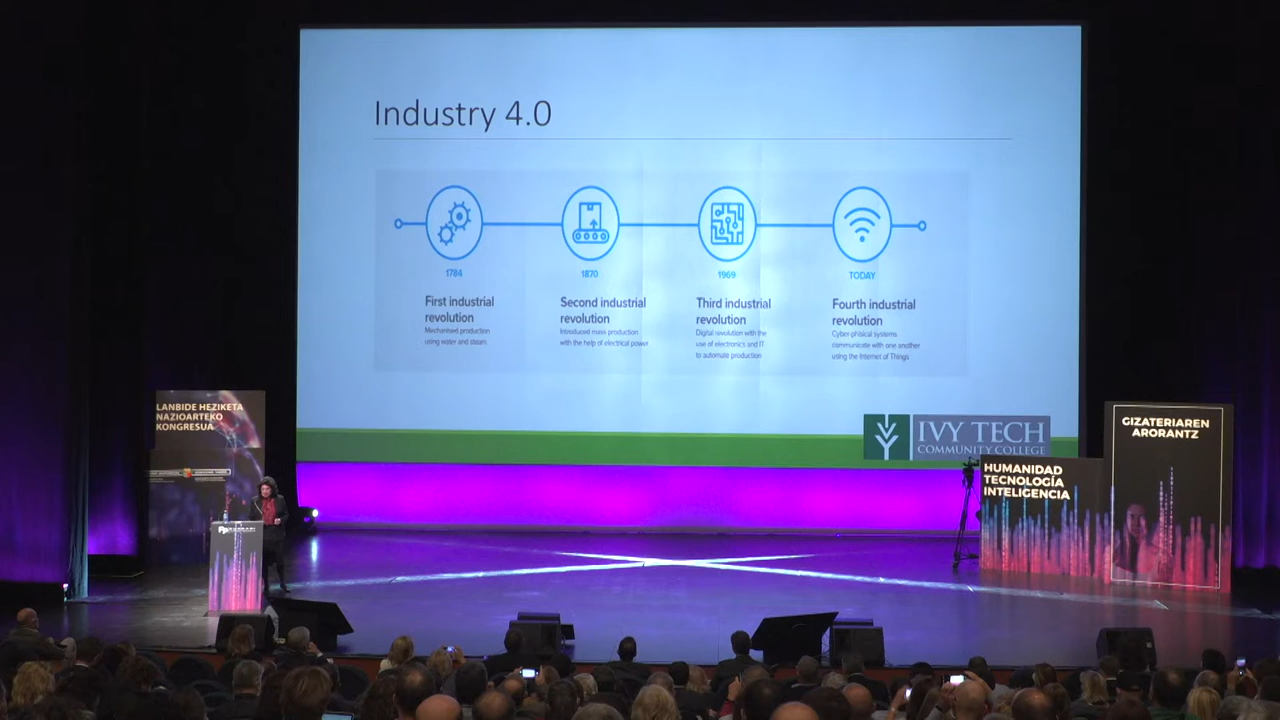 Industry 4.0
1784
First industrial
revolution
Mechanised production
using water and steam
1870
Second industrial
revolution
Introduced mass production
with the help of electrical power
1969
Third industrial
revolution
Digital revolution with the
use of electronics and IT
to automate production
TODAY
Fourth industrial
revolution
Cyber-phisical systems
communicate with one another
using the Internet of Things
IVY TECH
COMMUNITY COLLEGE
LANBIDE HEZIKETA
NAZIOARTEKO
KONGRESUA
HUMANIDAD
TECNOLOGÍA
INTELIGENCIA
GIZATERIAREN
ARORANTZ